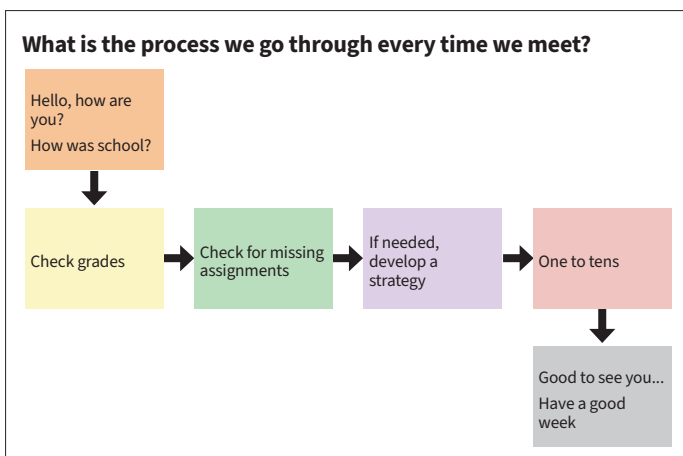 What is the process we go through every time we meet?
Hello, how are
you?
How was school?
Check grades
Check for missing
assignments
If needed,
develop a
strategy
One to tens
Good to see you...
Have a good
week